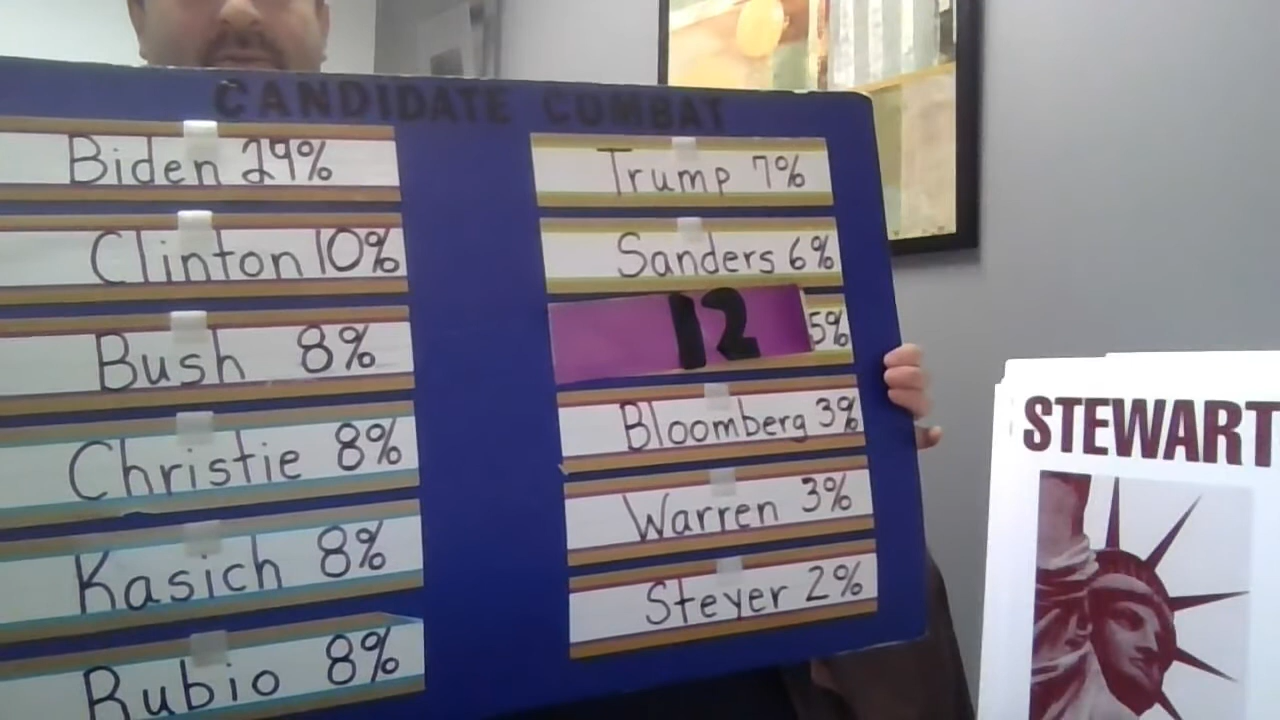 CANDIDATE COMBAT
Biden 29%
Clinton 10%
Bush 8%
Christie 8%
Kasich 8%
Rubio 8%
Trump 7%
Sanders 6%
12 5%
Bloomberg 3%
Warren 3%
Steyer 2%
STEWART